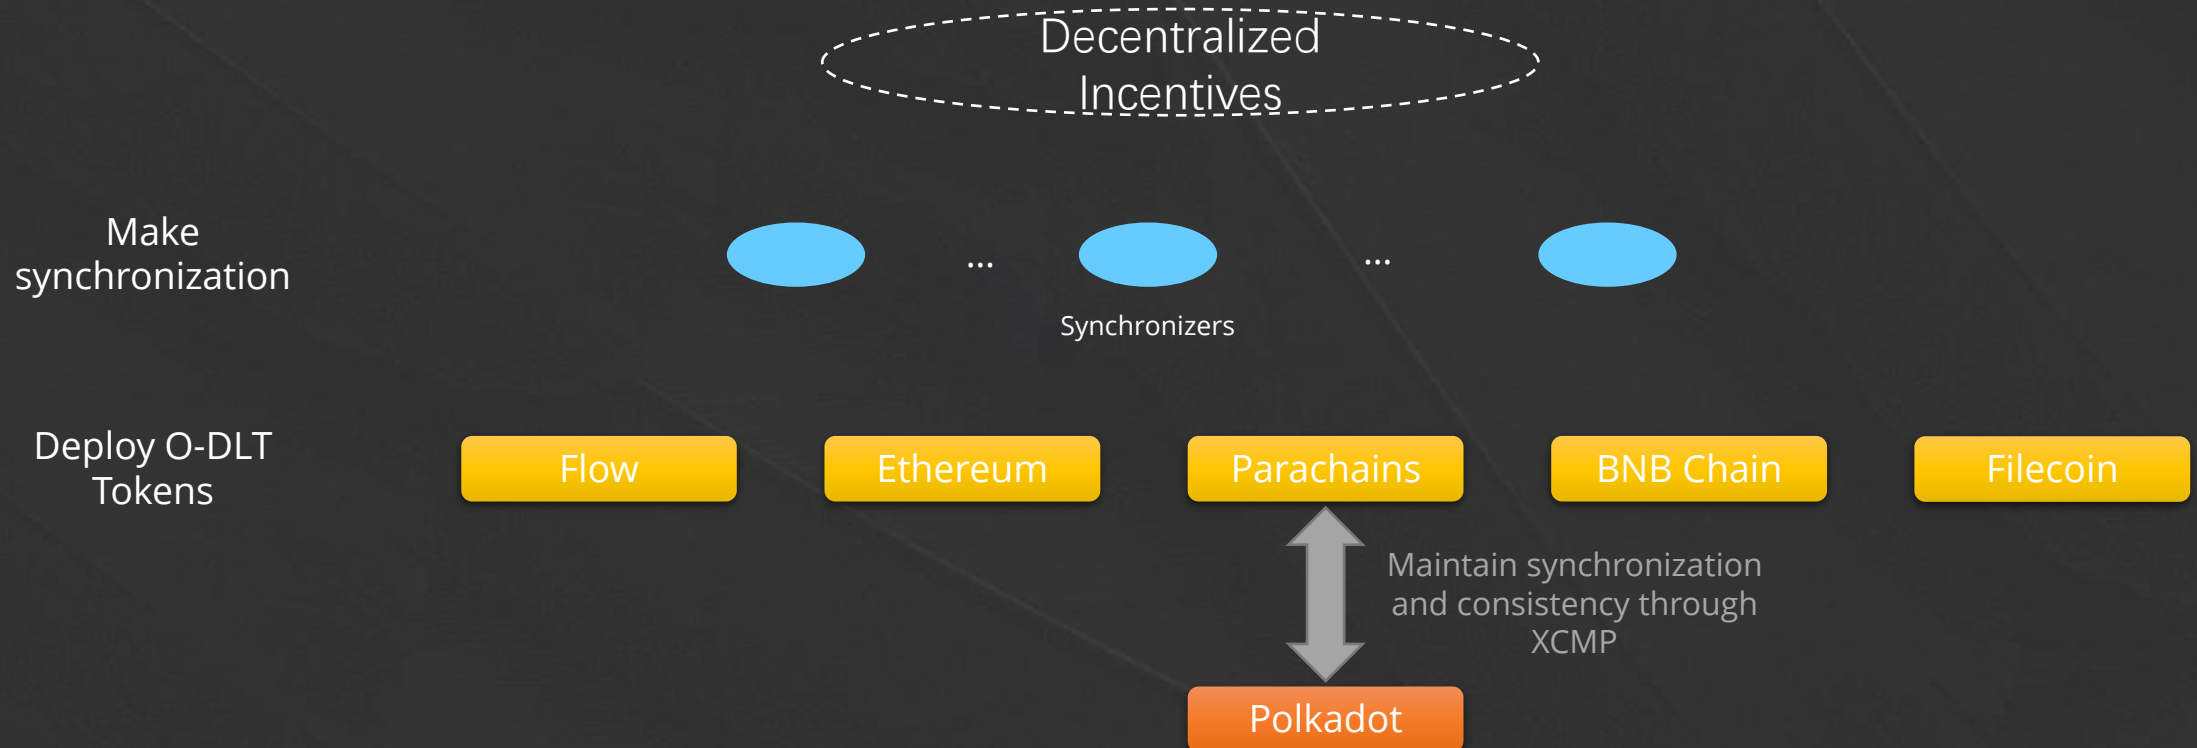 Decentralized
Incentives
Make
synchronization
...
...
Synchronizers
Deploy O-DLT
Tokens
Flow
Ethereum
Parachains
BNB Chain
Filecoin
Maintain synchronization
and consistency through
XCMP
Polkadot